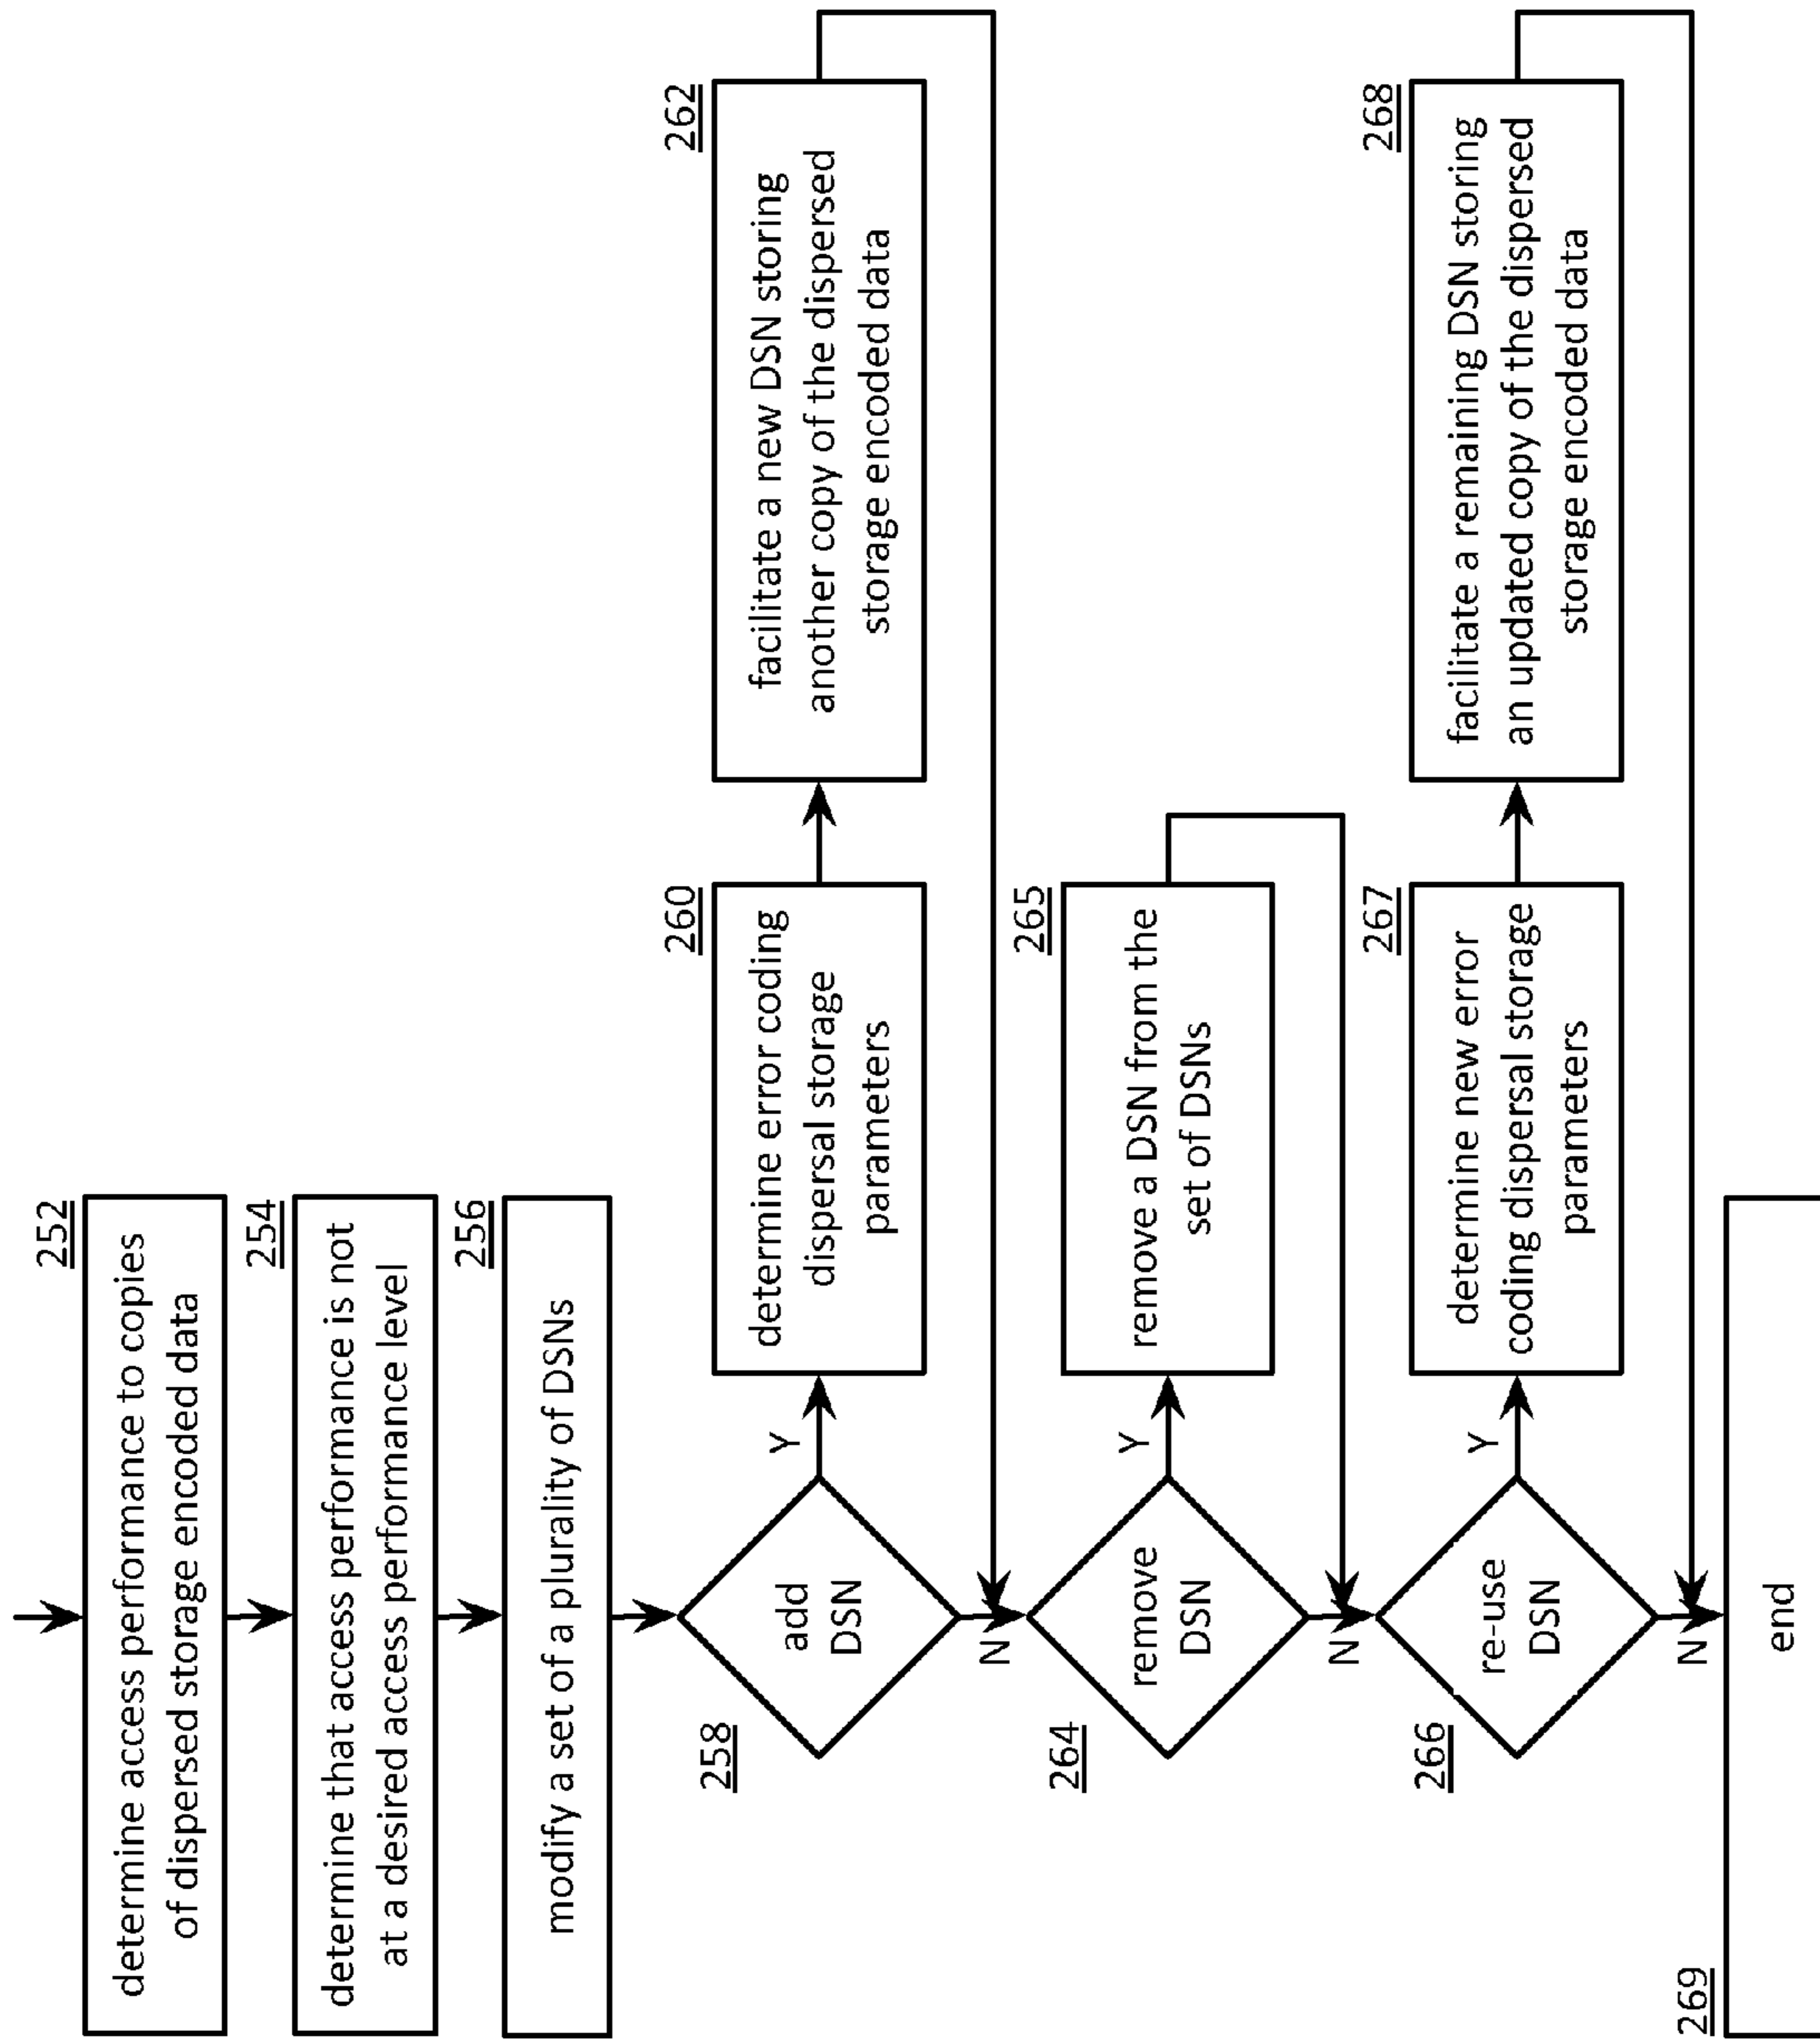 252
determine access performance to copies
of dispersed storage encoded data
254
determine that access performance is not
at a desired access performance level
256
modify a set of a plurality of DSNs
258
add
DSN
Y
N
260
determine error coding
dispersal storage
parameters
262
facilitate a new DSN storing
another copy of the dispersed
storage encoded data
264
remove
DSN
Y
N
265
remove a DSN from the
set of DSNs
266
re-use
DSN
Y
N
267
determine new error
coding dispersal storage
parameters
268
facilitate a remaining DSN storing
an updated copy of the dispersed
storage encoded data
269
end